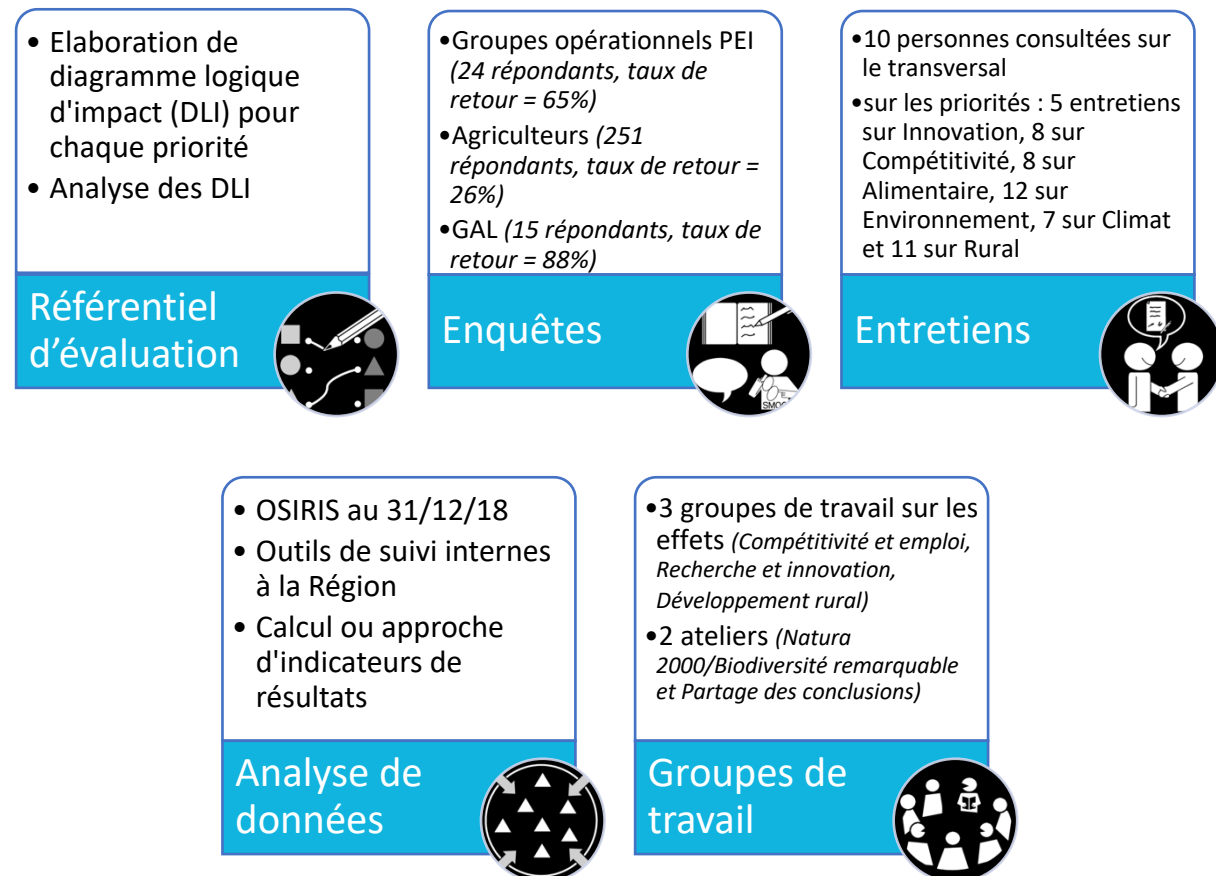 • Elaboration de
diagramme logique
d'impact (DLI) pour
chaque priorité
• Analyse des DLI
Référentiel
d'évaluation
•Groupes opérationnels PEI
(24 répondants, taux de
retour = 65%)
•Agriculteurs (251
répondants, taux de retour =
26%)
•GAL (15 répondants, taux de
retour = 88%)
Enquêtes
•10 personnes consultées sur
le transversal
•sur les priorités : 5 entretiens
sur Innovation, 8 sur
Compétitivité, 8 sur
Alimentaire, 12 sur
Environnement, 7 sur Climat
et 11 sur Rural
Entretiens
• OSIRIS au 31/12/18
• Outils de suivi internes
à la Région
• Calcul ou approche
d'indicateurs de
résultats
Analyse de
données
•3 groupes de travail sur les
effets (Compétitivité et emploi,
Recherche et innovation,
Développement rural)
•2 ateliers (Natura
2000/Biodiversité remarquable
et Partage des conclusions)
Groupes de
travail